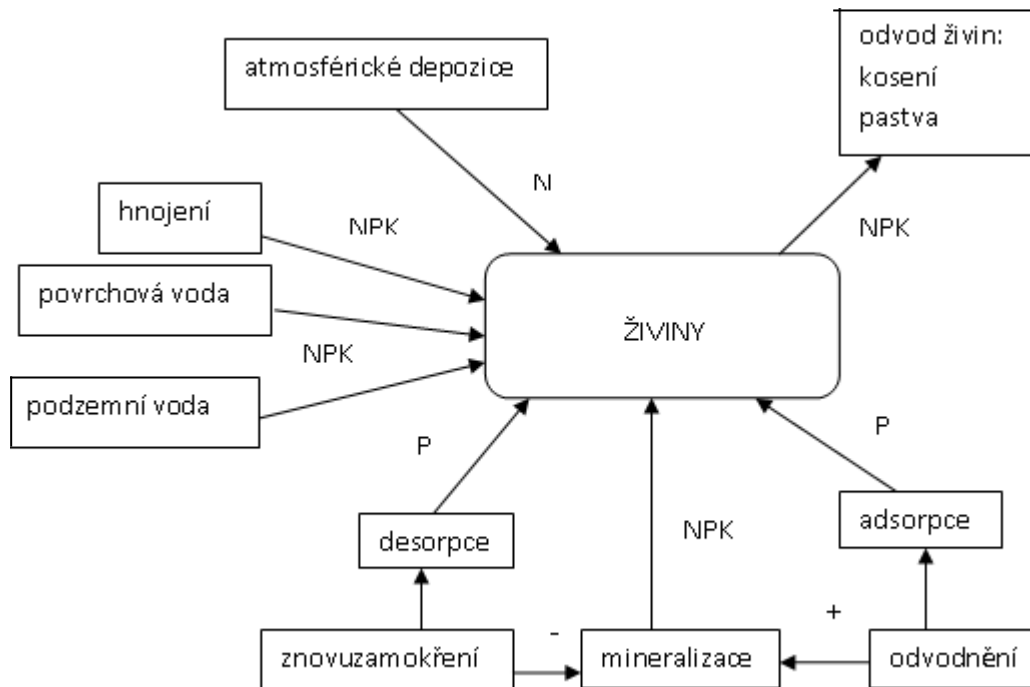 atmosférické depozice
odvod živin:
kosení
pastva
N
hnojení
NPK
NPK
povrchová voda
ŽIVINY
NPK
podzemní voda
P
P
desorpce
NPK
adsorpce
-
+
znovuzamokření
mineralizace
odvodnění